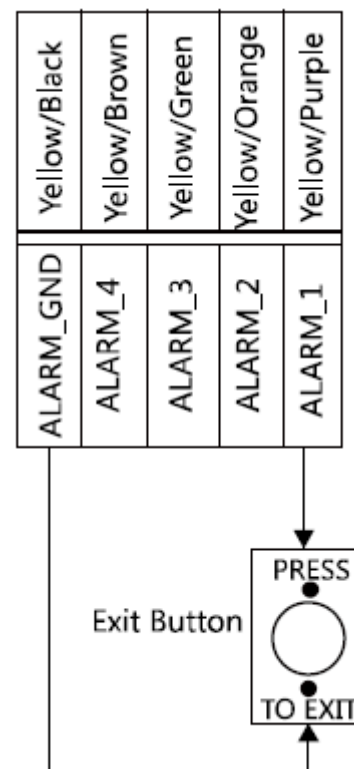 Yellow/Black
Yellow/Brown
Yellow/Green
Yellow/Orange
Yellow/Purple
ALARM_GND
ALARM_4
ALARM_3
ALARM_2
ALARM_1
PRESS
Exit Button
TO EXIT